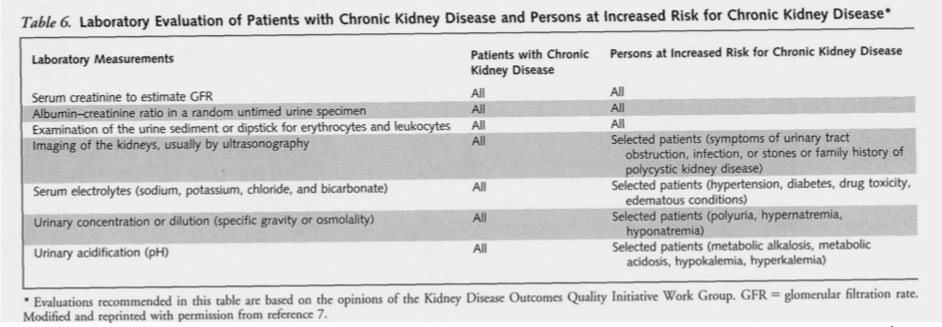 Table 6. Laboratory Evaluation of Patients with Chronic Kidney Disease and Persons at Increased Risk for Chronic Kidney Disease*
Laboratory Measurements Patients with Chronic Persons at Increased Risk for Chronic Kidney Disease
Kidney Disease
Serum creatinine to estimate GFR All All
Albumin–creatinine ratio in a random untimed urine specimen All All
Examination of the urine sediment or dipstick for erythrocytes and leukocytes All All
Imaging of the kidneys, usually by ultrasonography All Selected patients (symptoms of urinary tract
obstruction, infection, or stones or family history of
polycystic kidney disease)
Serum electrolytes (sodium, potassium, chloride, and bicarbonate) All Selected patients (hypertension, diabetes, drug toxicity,
edematous conditions)
Urinary concentration or dilution (specific gravity or osmolality) All Selected patients (polyuria, hypernatremia,
hyponatremia)
Urinary acidification (pH) All Selected patients (metabolic alkalosis, metabolic
acidosis, hypokalemia, hyperkalemia)
* Evaluations recommended in this table are based on the opinions of the Kidney Disease Outcomes Quality Initiative Work Group. GFR = glomerular filtration rate.
Modified and reprinted with permission from reference 7.